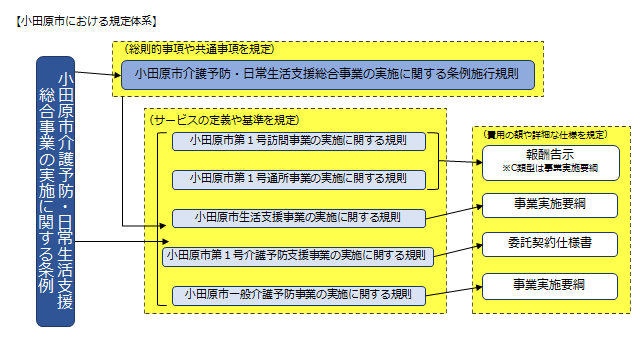 【小田原市における規定体系】
（総則的事項や共通事項を規定）
小田原市介護予防・日常生活支援総合事業の実施に関する条例施行規則
小田原市介護予防・日常生活支援
総合事業の実施に関する条例
（サービスの定義や基準を規定）
小田原市第１号訪問事業の実施に関する規則
小田原市第１号通所事業の実施に関する規則
小田原市生活支援事業の実施に関する規則
小田原市第１号介護予防支援事業の実施に関する規則
小田原市一般介護予防事業の実施に関する規則
（費用の額や詳細な仕様を規定）
報酬告示
※C類型は事業実施要綱
事業実施要綱
委託契約仕様書
事業実施要綱